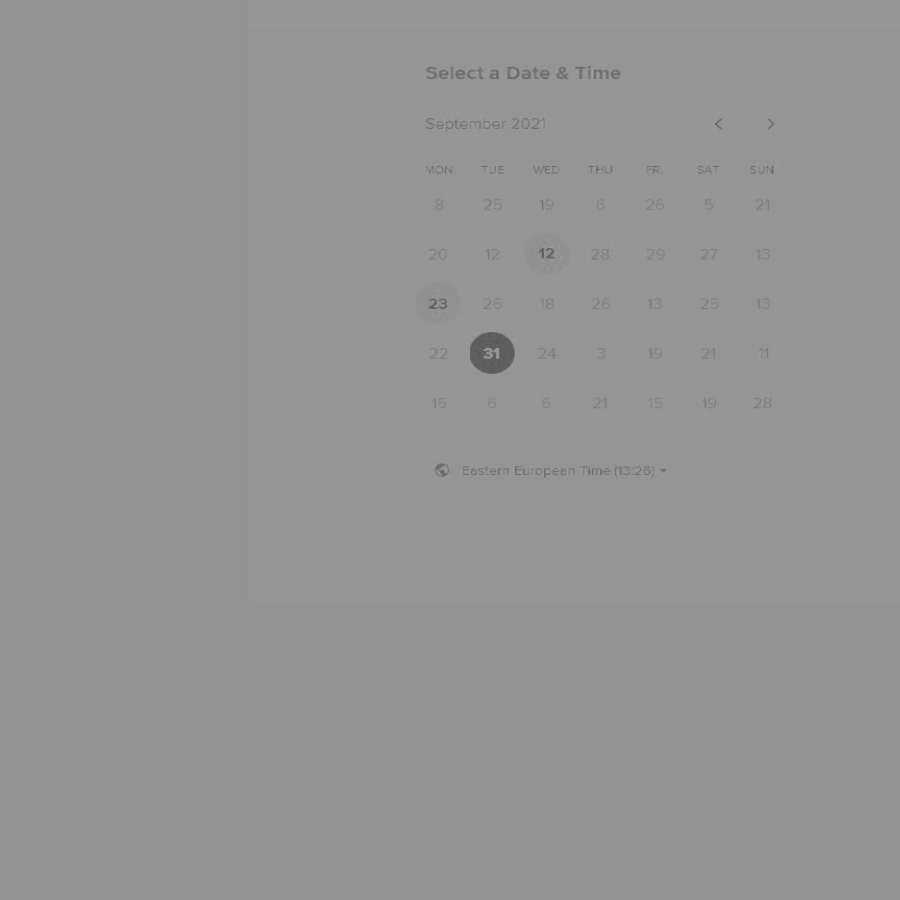 Select a Date & Time
September 2021 < >
MON TUE WED THU FRI SAT SUN
8 25 19 6 26 5 21
20 12 12 28 29 27 13
23 26 18 26 13 25 13
22 31 24 3 19 21 11
16 6 6 21 15 19 28
Eastern European Time (13:26)